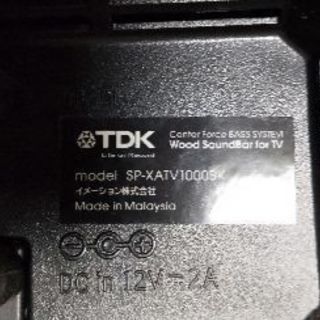 TDK
Life on Record
Center Force BASS SYSTEM
Wood SoundBar for TV
model SP-XATV1000BK
イメーション株式会社
Made in Malaysia
DC in 12V 2A